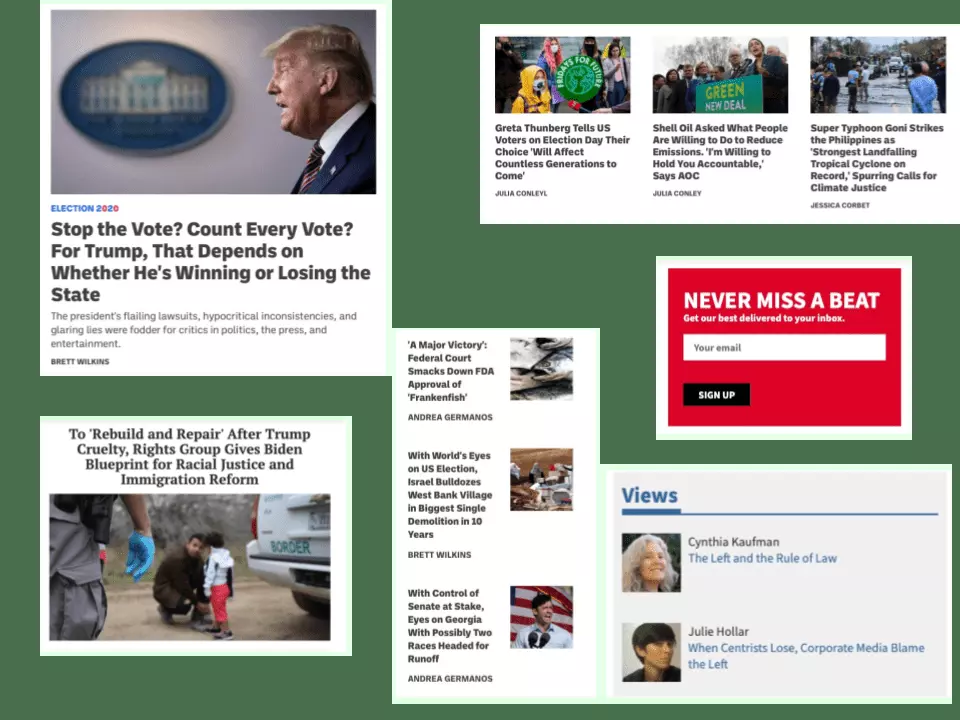 ELECTION 2020
Stop the Vote? Count Every Vote?
For Trump, That Depends on
Whether He's Winning or Losing the
State
The president's flailing lawsuits, hypocritical inconsistencies, and
glaring lies were fodder for critics in politics, the press, and
entertainment.
BRETT WILKINS
FRIDAYS FOR FUTURE
Greta Thunberg Tells US
Voters on Election Day Their
Choice 'Will Affect
Countless Generations to
Come'
JULIA CONLEYL
GREEN
NEW DEAL
Shell Oil Asked What People
Are Willing to Do to Reduce
Emissions. 'I'm Willing to
Hold You Accountable,'
Says AOC
JULIA CONLEY
Super Typhoon Goni Strikes
the Philippines as
'Strongest Landfalling
Tropical Cyclone on
Record,' Spurring Calls for
Climate Justice
JESSICA CORBET
NEVER MISS A BEAT
Get our best delivered to your inbox.
Your email
SIGN UP
'A Major Victory':
Federal Court
Smacks Down FDA
Approval of
'Frankenfish'
ANDREA GERMANOS
With World's Eyes
on US Election,
Israel Bulldozes
West Bank Village
in Biggest Single
Demolition in 10
Years
BRETT WILKINS
With Control of
Senate at Stake,
Eyes on Georgia
With Possibly Two
Races Headed for
Runoff
ANDREA GERMANOS
To 'Rebuild and Repair' After Trump
Cruelty, Rights Group Gives Biden
Blueprint for Racial Justice and
Immigration Reform
BORDER
Views
Cynthia Kaufman
The Left and the Rule of Law
Julie Hollar
When Centrists Lose, Corporate Media Blame
the Left